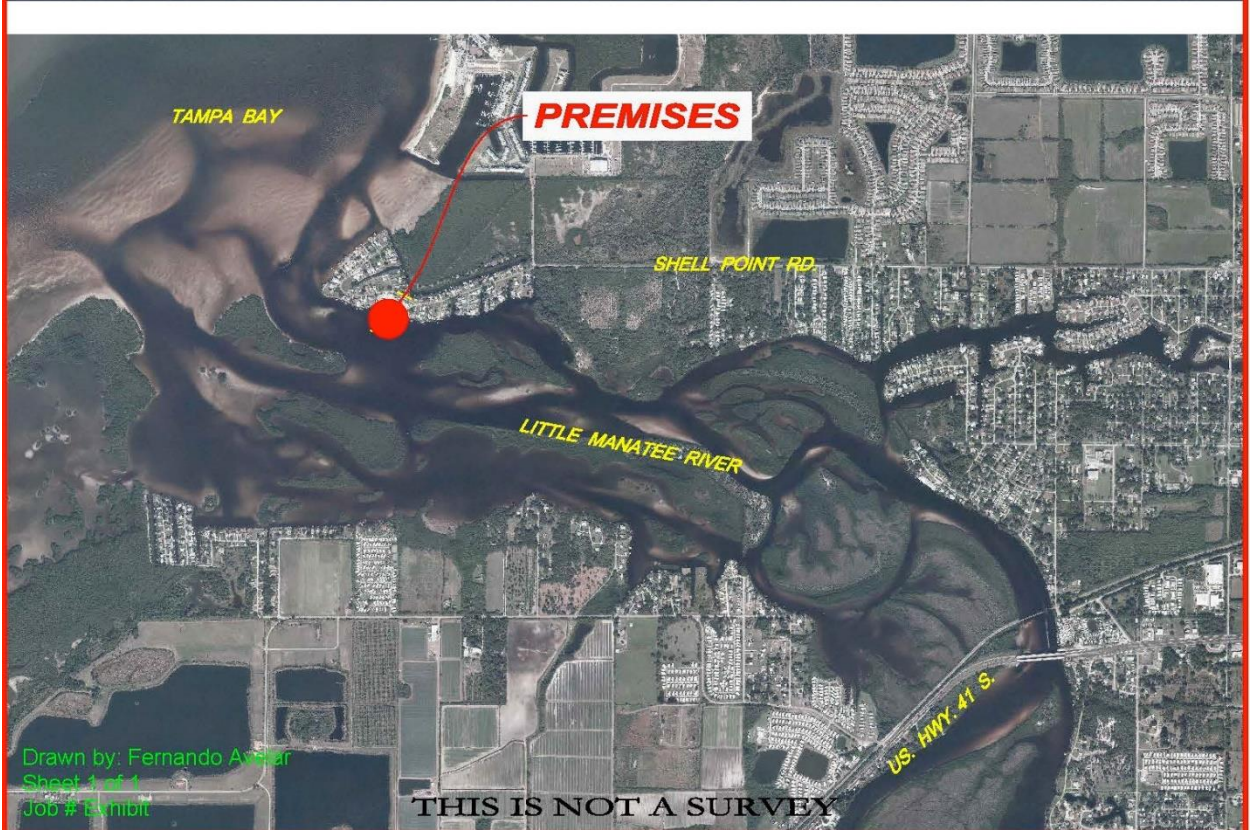 TAMPA BAY
PREMISES
SHELL POINT RD.
LITTLE MANATEE RIVER
US. HWY. 41 S.
Drawn by: Fernando Avelar
Sheet 1 of 1
Job # Exhibit
THIS IS NOT A SURVEY